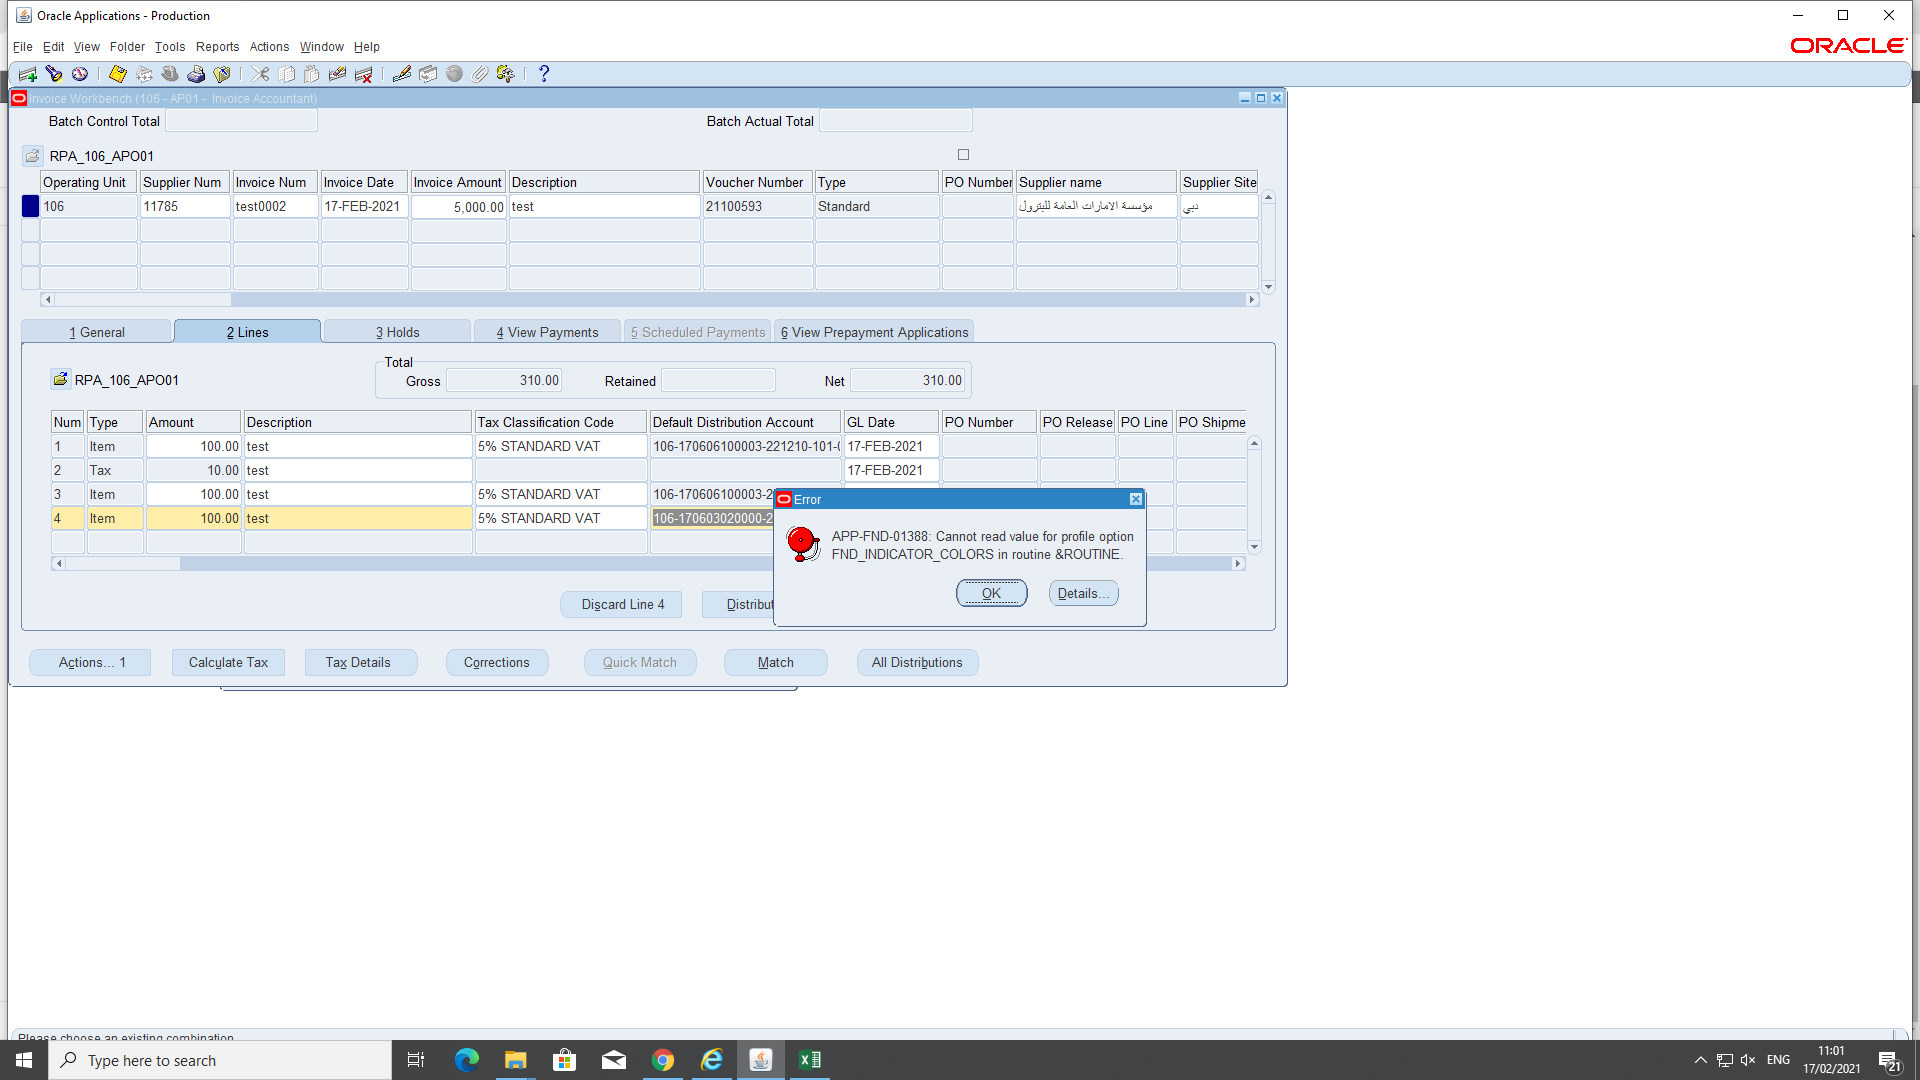 Oracle Applications - Production
File Edit View Folder Tools Reports Actions Window Help
ORACLE
Invoice Workbench (106 - AP01 - Invoice Accountant)
Batch Control Total
Batch Actual Total
RPA_106_APO01
Operating Unit Supplier Num Invoice Num Invoice Date Invoice Amount Description Voucher Number Type PO Number Supplier name Supplier Site
106 11785 test0002 17-FEB-2021 5,000.00 test 21100593 Standard مؤسسة الامارات العامة للبترول دبي
1 General 2 Lines 3 Holds 4 View Payments 5 Scheduled Payments 6 View Prepayment Applications
Total
RPA_106_APO01 Gross 310.00 Retained Net 310.00
Num Type Amount Description Tax Classification Code Default Distribution Account GL Date PO Number PO Release PO Line PO Shipme
1 Item 100.00 test 5% STANDARD VAT 106-170606100003-221210-101-0 17-FEB-2021
2 Tax 10.00 test 17-FEB-2021
3 Item 100.00 test 5% STANDARD VAT 106-170606100003-2
4 Item 100.00 test 5% STANDARD VAT 106-170603020000-2
Error
APP-FND-01388: Cannot read value for profile option
FND_INDICATOR_COLORS in routine &ROUTINE.
OK Details...
Discard Line 4 Distribut
Actions... 1 Calculate Tax Tax Details Corrections Quick Match Match All Distributions
Please choose an existing combination
Type here to search
ENG
11:01
17/02/2021
21